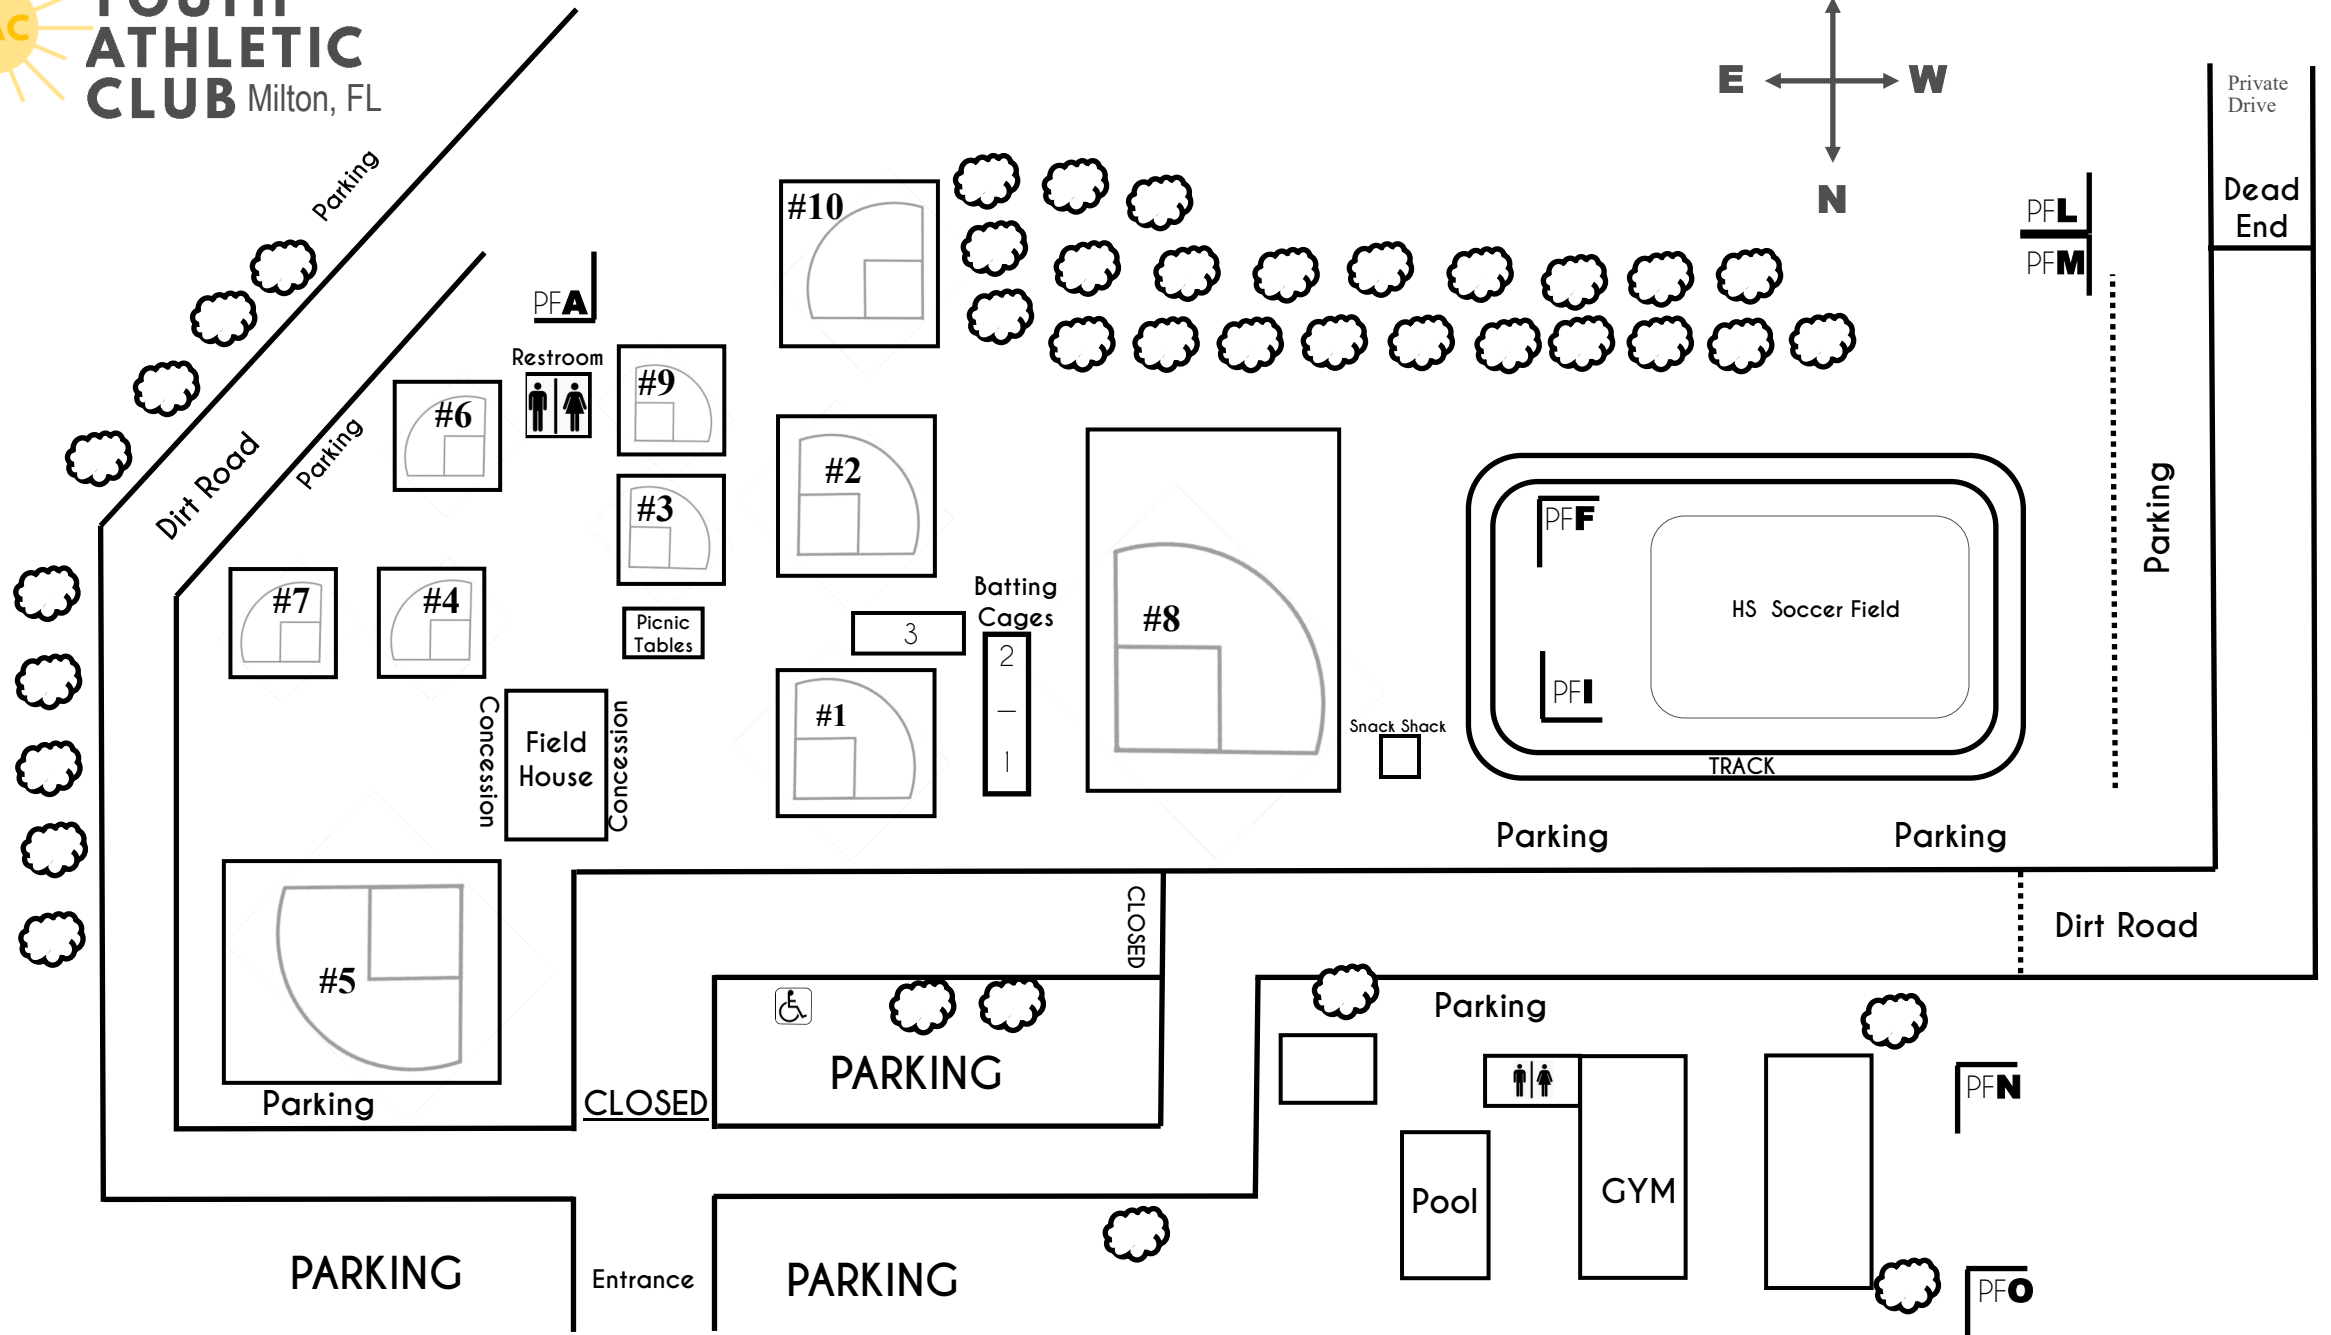 YOUTH
ATHLETIC
CLUB Milton, FL
E
W
N
Private
Drive
Dead
End
PFL
PFM
Parking
#10
PFA
Restroom
#9
#6
Parking
Dirt Road
#2
#3
PFF
Parking
#7
#4
Picnic
Tables
Batting
Cages
3
2
1
#8
HS Soccer Field
PFI
#1
Snack Shack
TRACK
Concession
Field
House
Concession
Parking
Parking
CLOSED
Dirt Road
#5
Parking
PARKING
Parking
CLOSED
PFN
Pool
GYM
PARKING
Entrance
PARKING
PFO